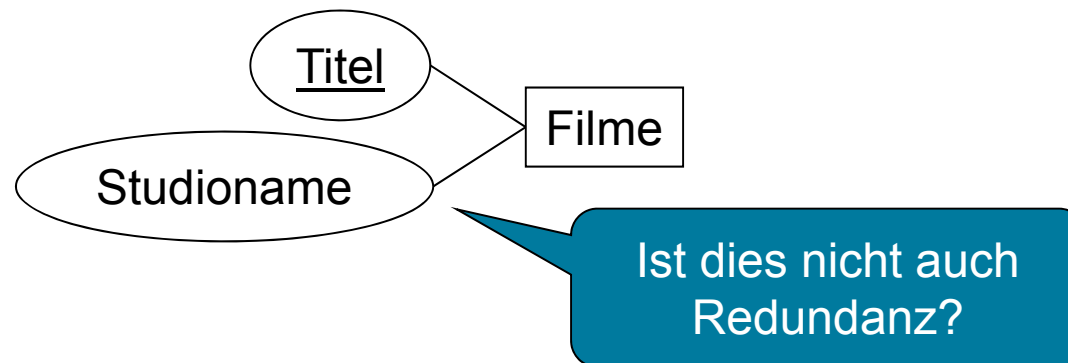 Titel
Filme
Studioname
Ist dies nicht auch
Redundanz?